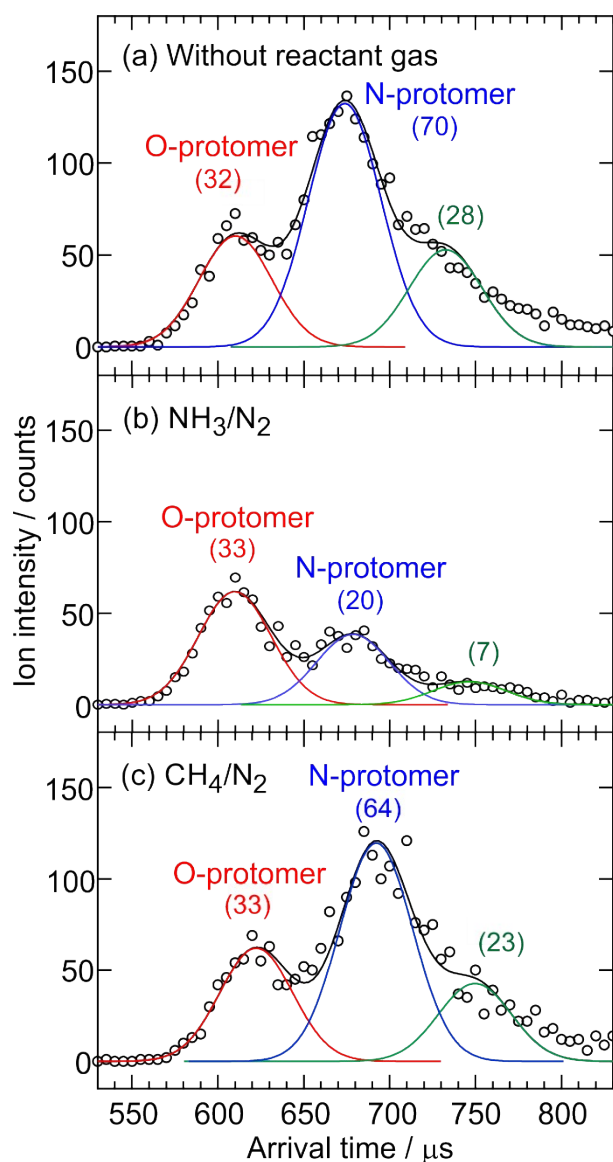 (a) Without reactant gas
N-protomer
(70)
O-protomer
(32)
(28)
150
100
50
0
(b) NH3/N2
O-protomer
(33)
N-protomer
(20)
(7)
150
100
50
0
Ion intensity / counts
(c) CH4/N2
N-protomer
(64)
O-protomer
(33)
(23)
150
100
50
0
550 600 650 700 750 800
Arrival time / μs